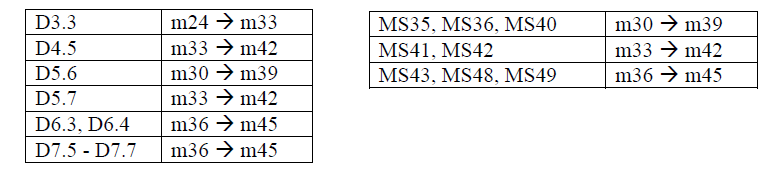 D3.3 m24 → m33
D4.5 m33 → m42
D5.6 m30 → m39
D5.7 m33 → m42
D6.3, D6.4 m36 → m45
D7.5 - D7.7 m36 → m45
MS35, MS36, MS40 m30 → m39
MS41, MS42 m33 → m42
MS43, MS48, MS49 m36 → m45